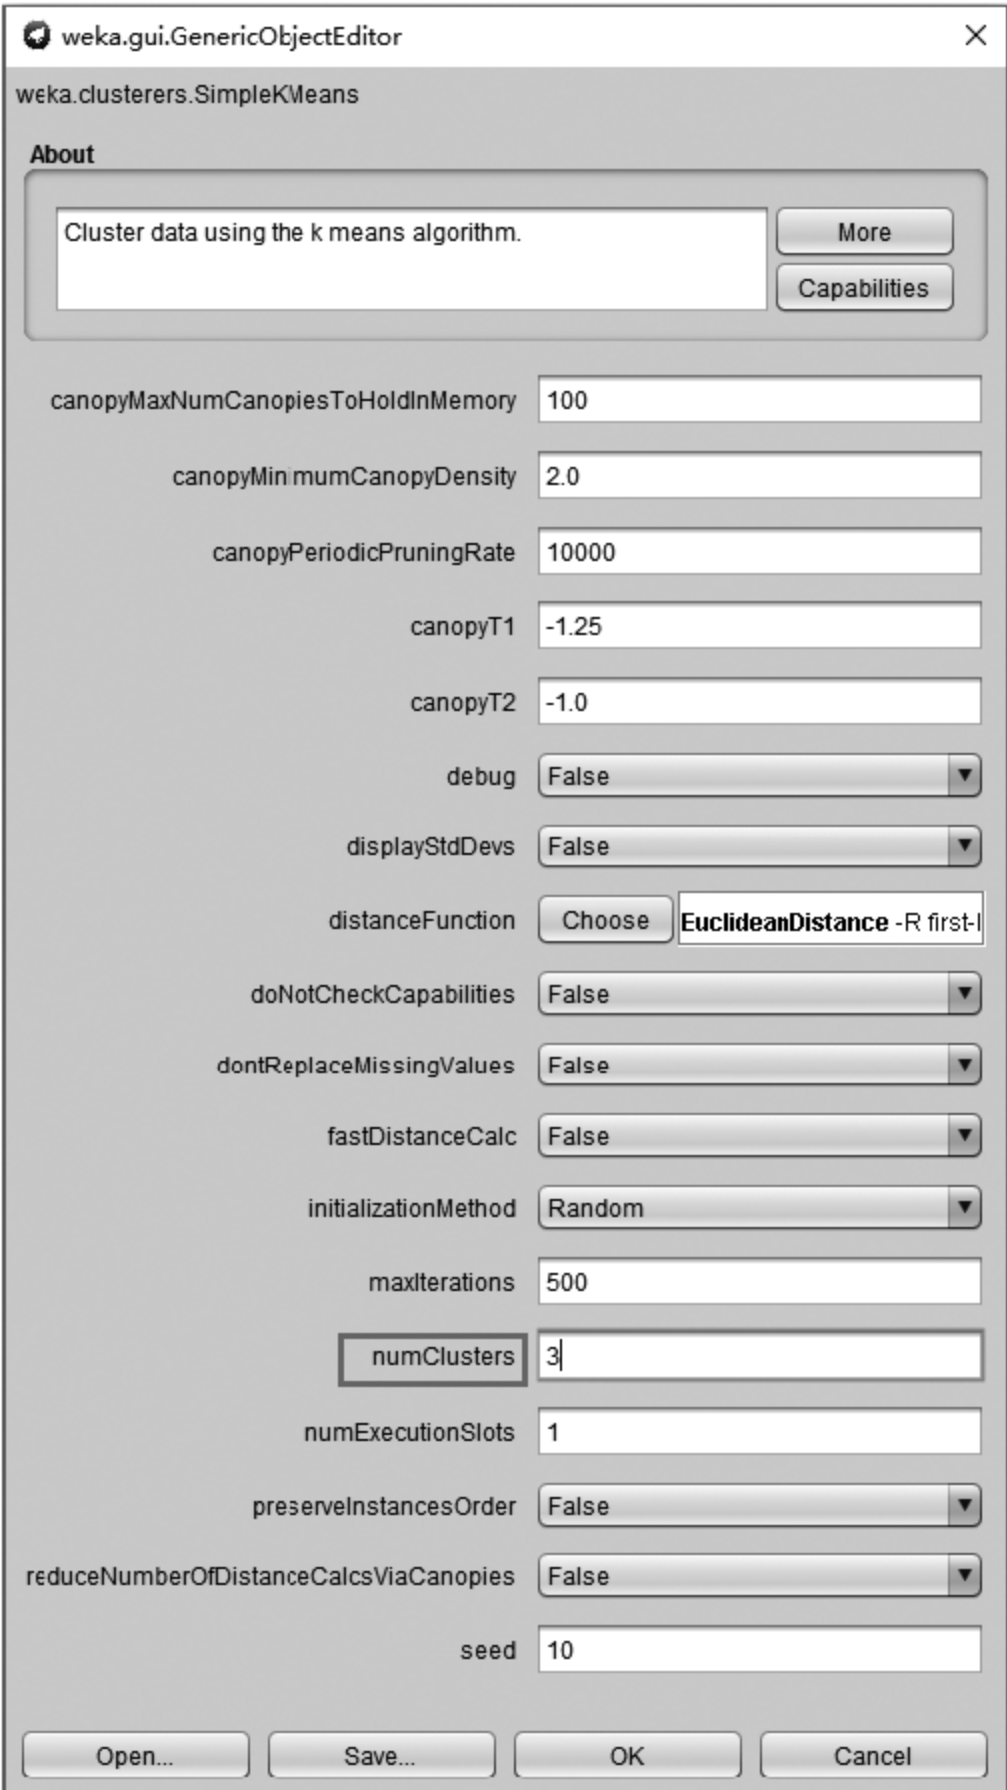 weka.gui.GenericObjectEditor
weka.clusterers.SimpleKMeans
About
Cluster data using the k means algorithm.
More
Capabilities
canopyMaxNumCanopiesToHoldInMemory 100
canopyMinimumCanopyDensity 2.0
canopyPeriodicPruningRate 10000
canopyT1 -1.25
canopyT2 -1.0
debug False
displayStdDevs False
distanceFunction Choose EuclideanDistance -R first-l
doNotCheckCapabilities False
dontReplaceMissingValues False
fastDistanceCalc False
initializationMethod Random
maxIterations 500
numClusters 3
numExecutionSlots 1
preserveInstancesOrder False
reduceNumberOfDistanceCalcsViaCanopies False
seed 10
Open... Save... OK Cancel